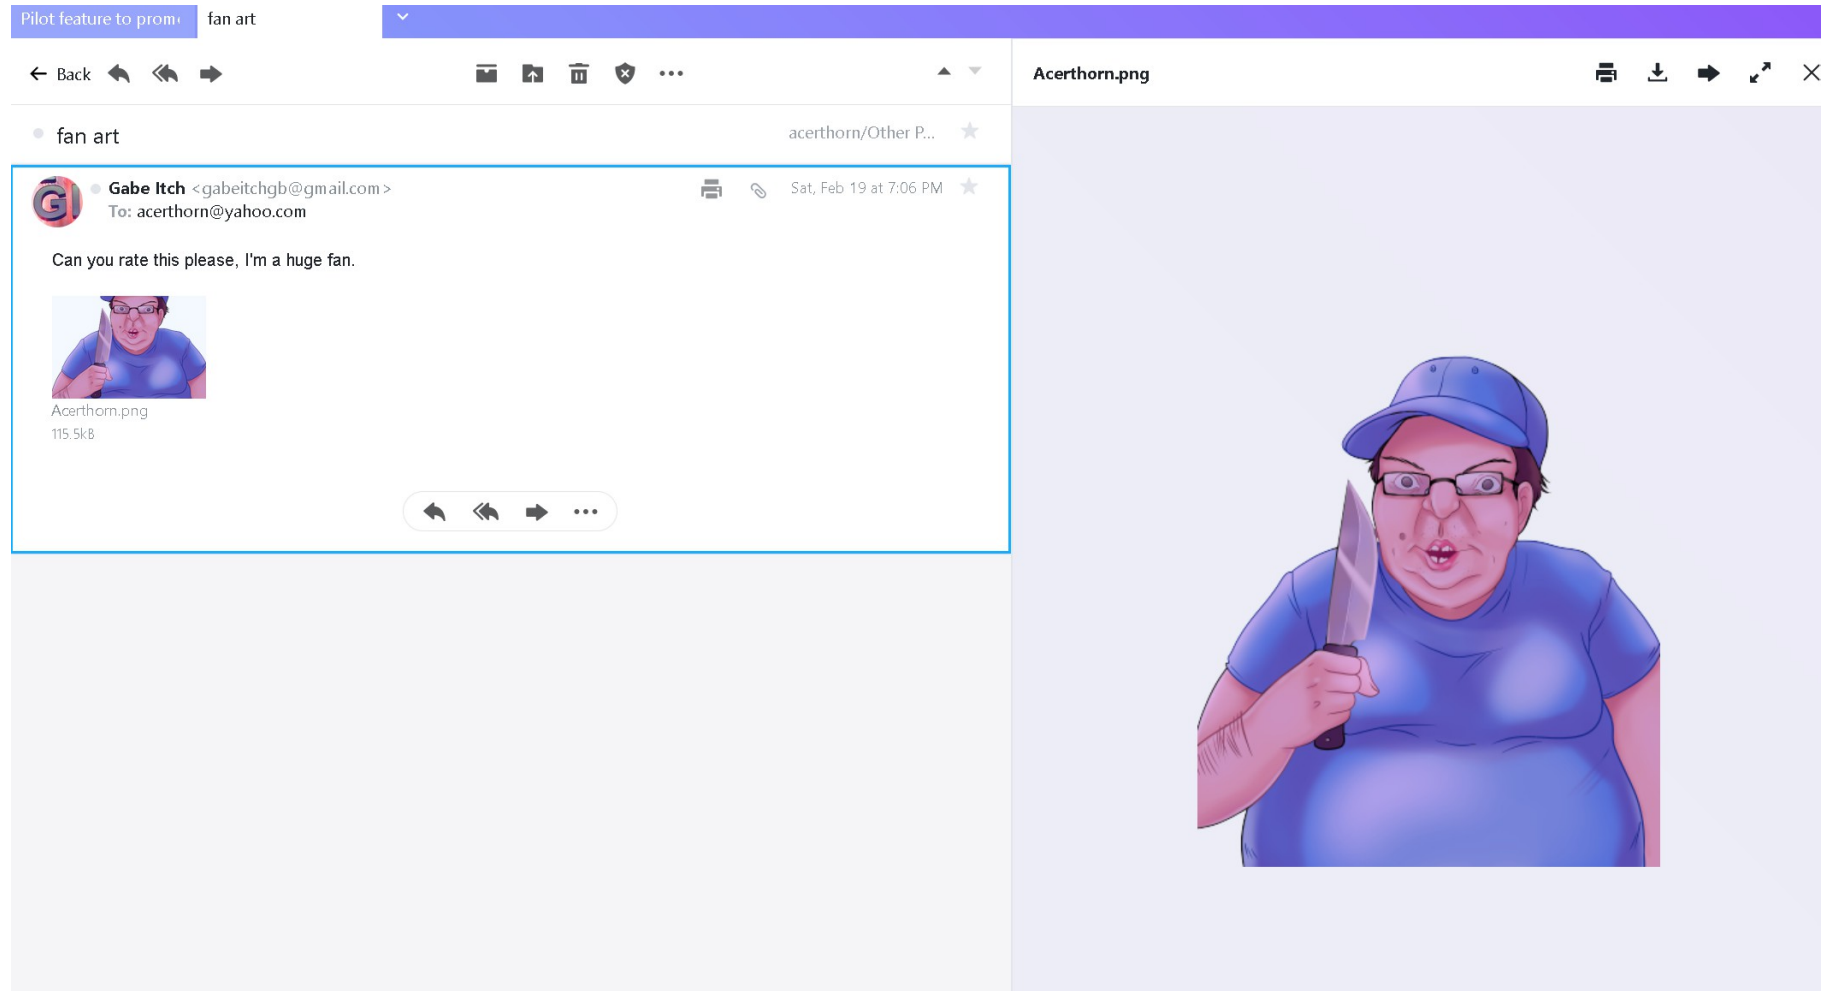 Pilot feature to prom
fan art
Back
Acerthorn.png
fan art
acerthorn/Other P...
GI
Gabe Itch <gabeitchgb@gmail.com>
Sat, Feb 19 at 7:06 PM
To: acerthorn@yahoo.com
Can you rate this please, I'm a huge fan.
Acerthorn.png
115.5kB